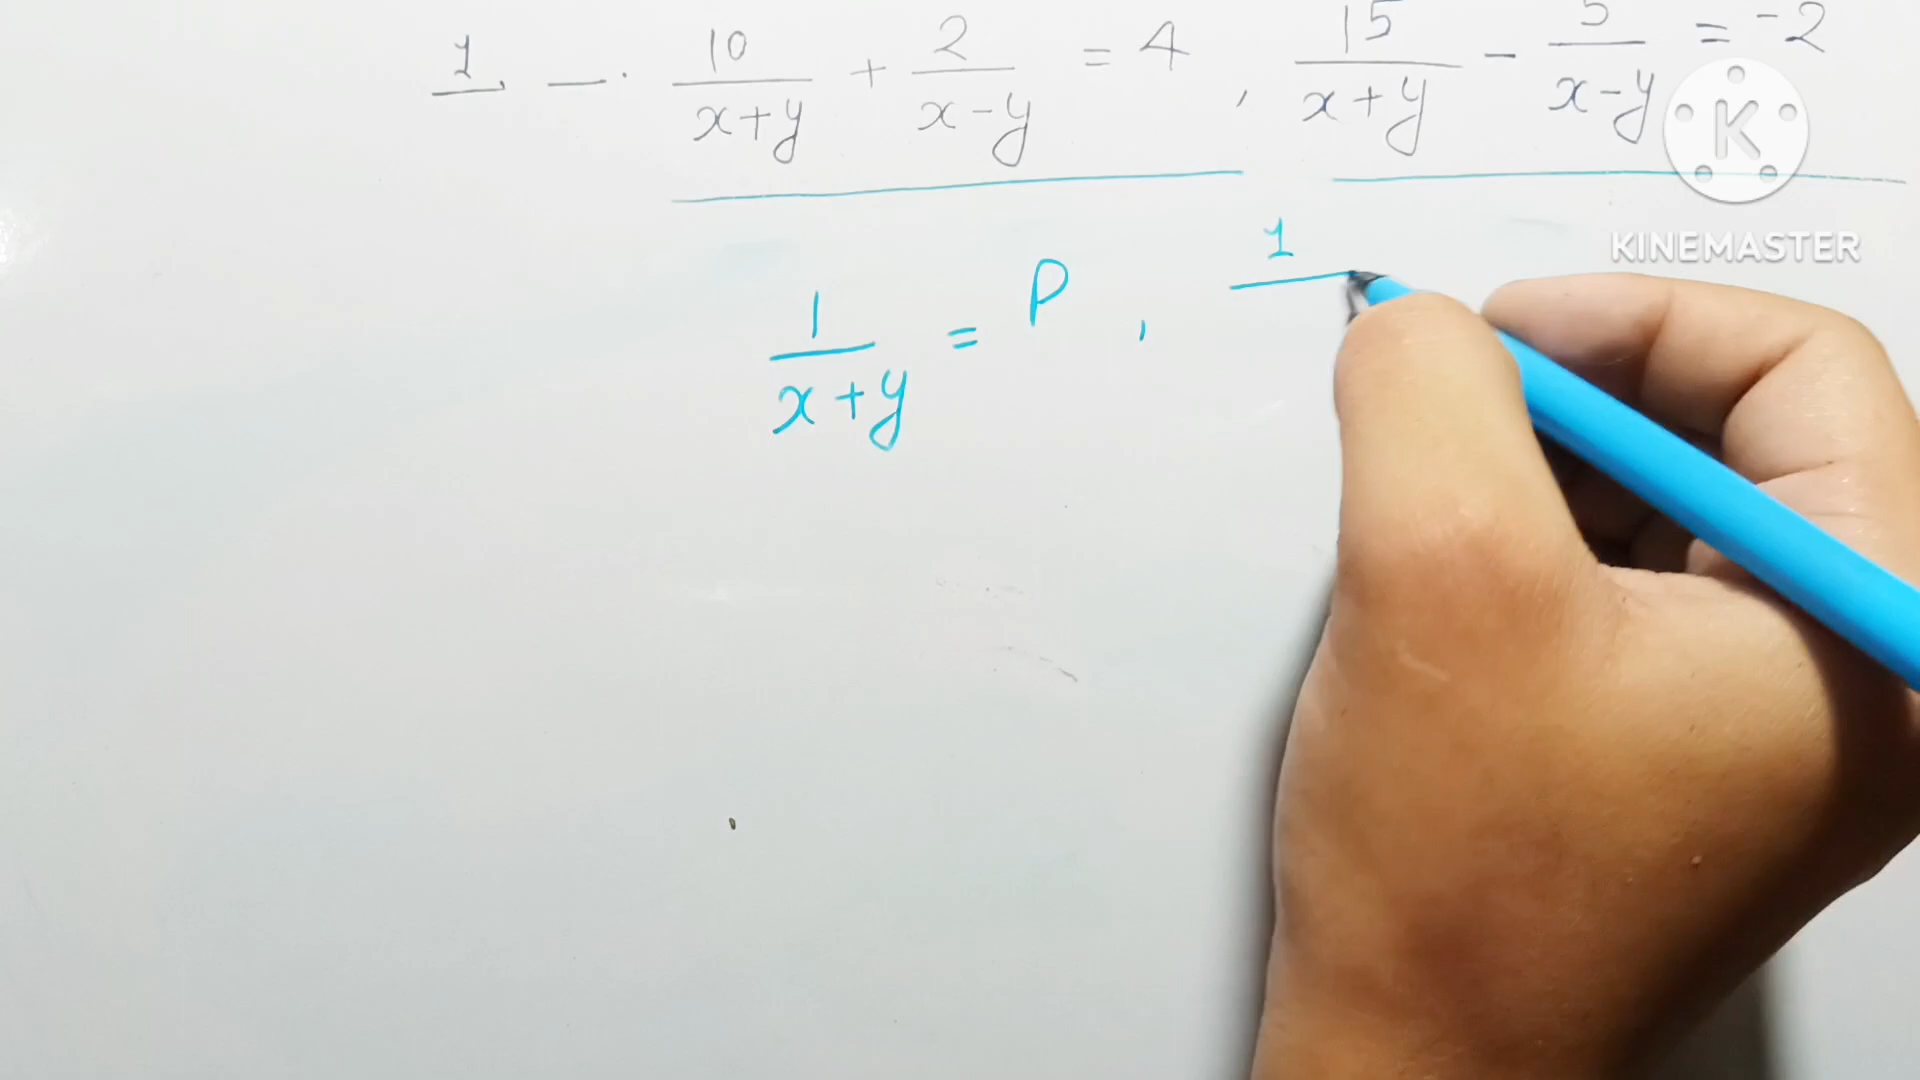 1. — . 10/(x+y) + 2/(x-y) = 4 , 15/(x+y) - 5/(x-y) = -2
K
KINEMASTER
1/(x+y) = P , 1/